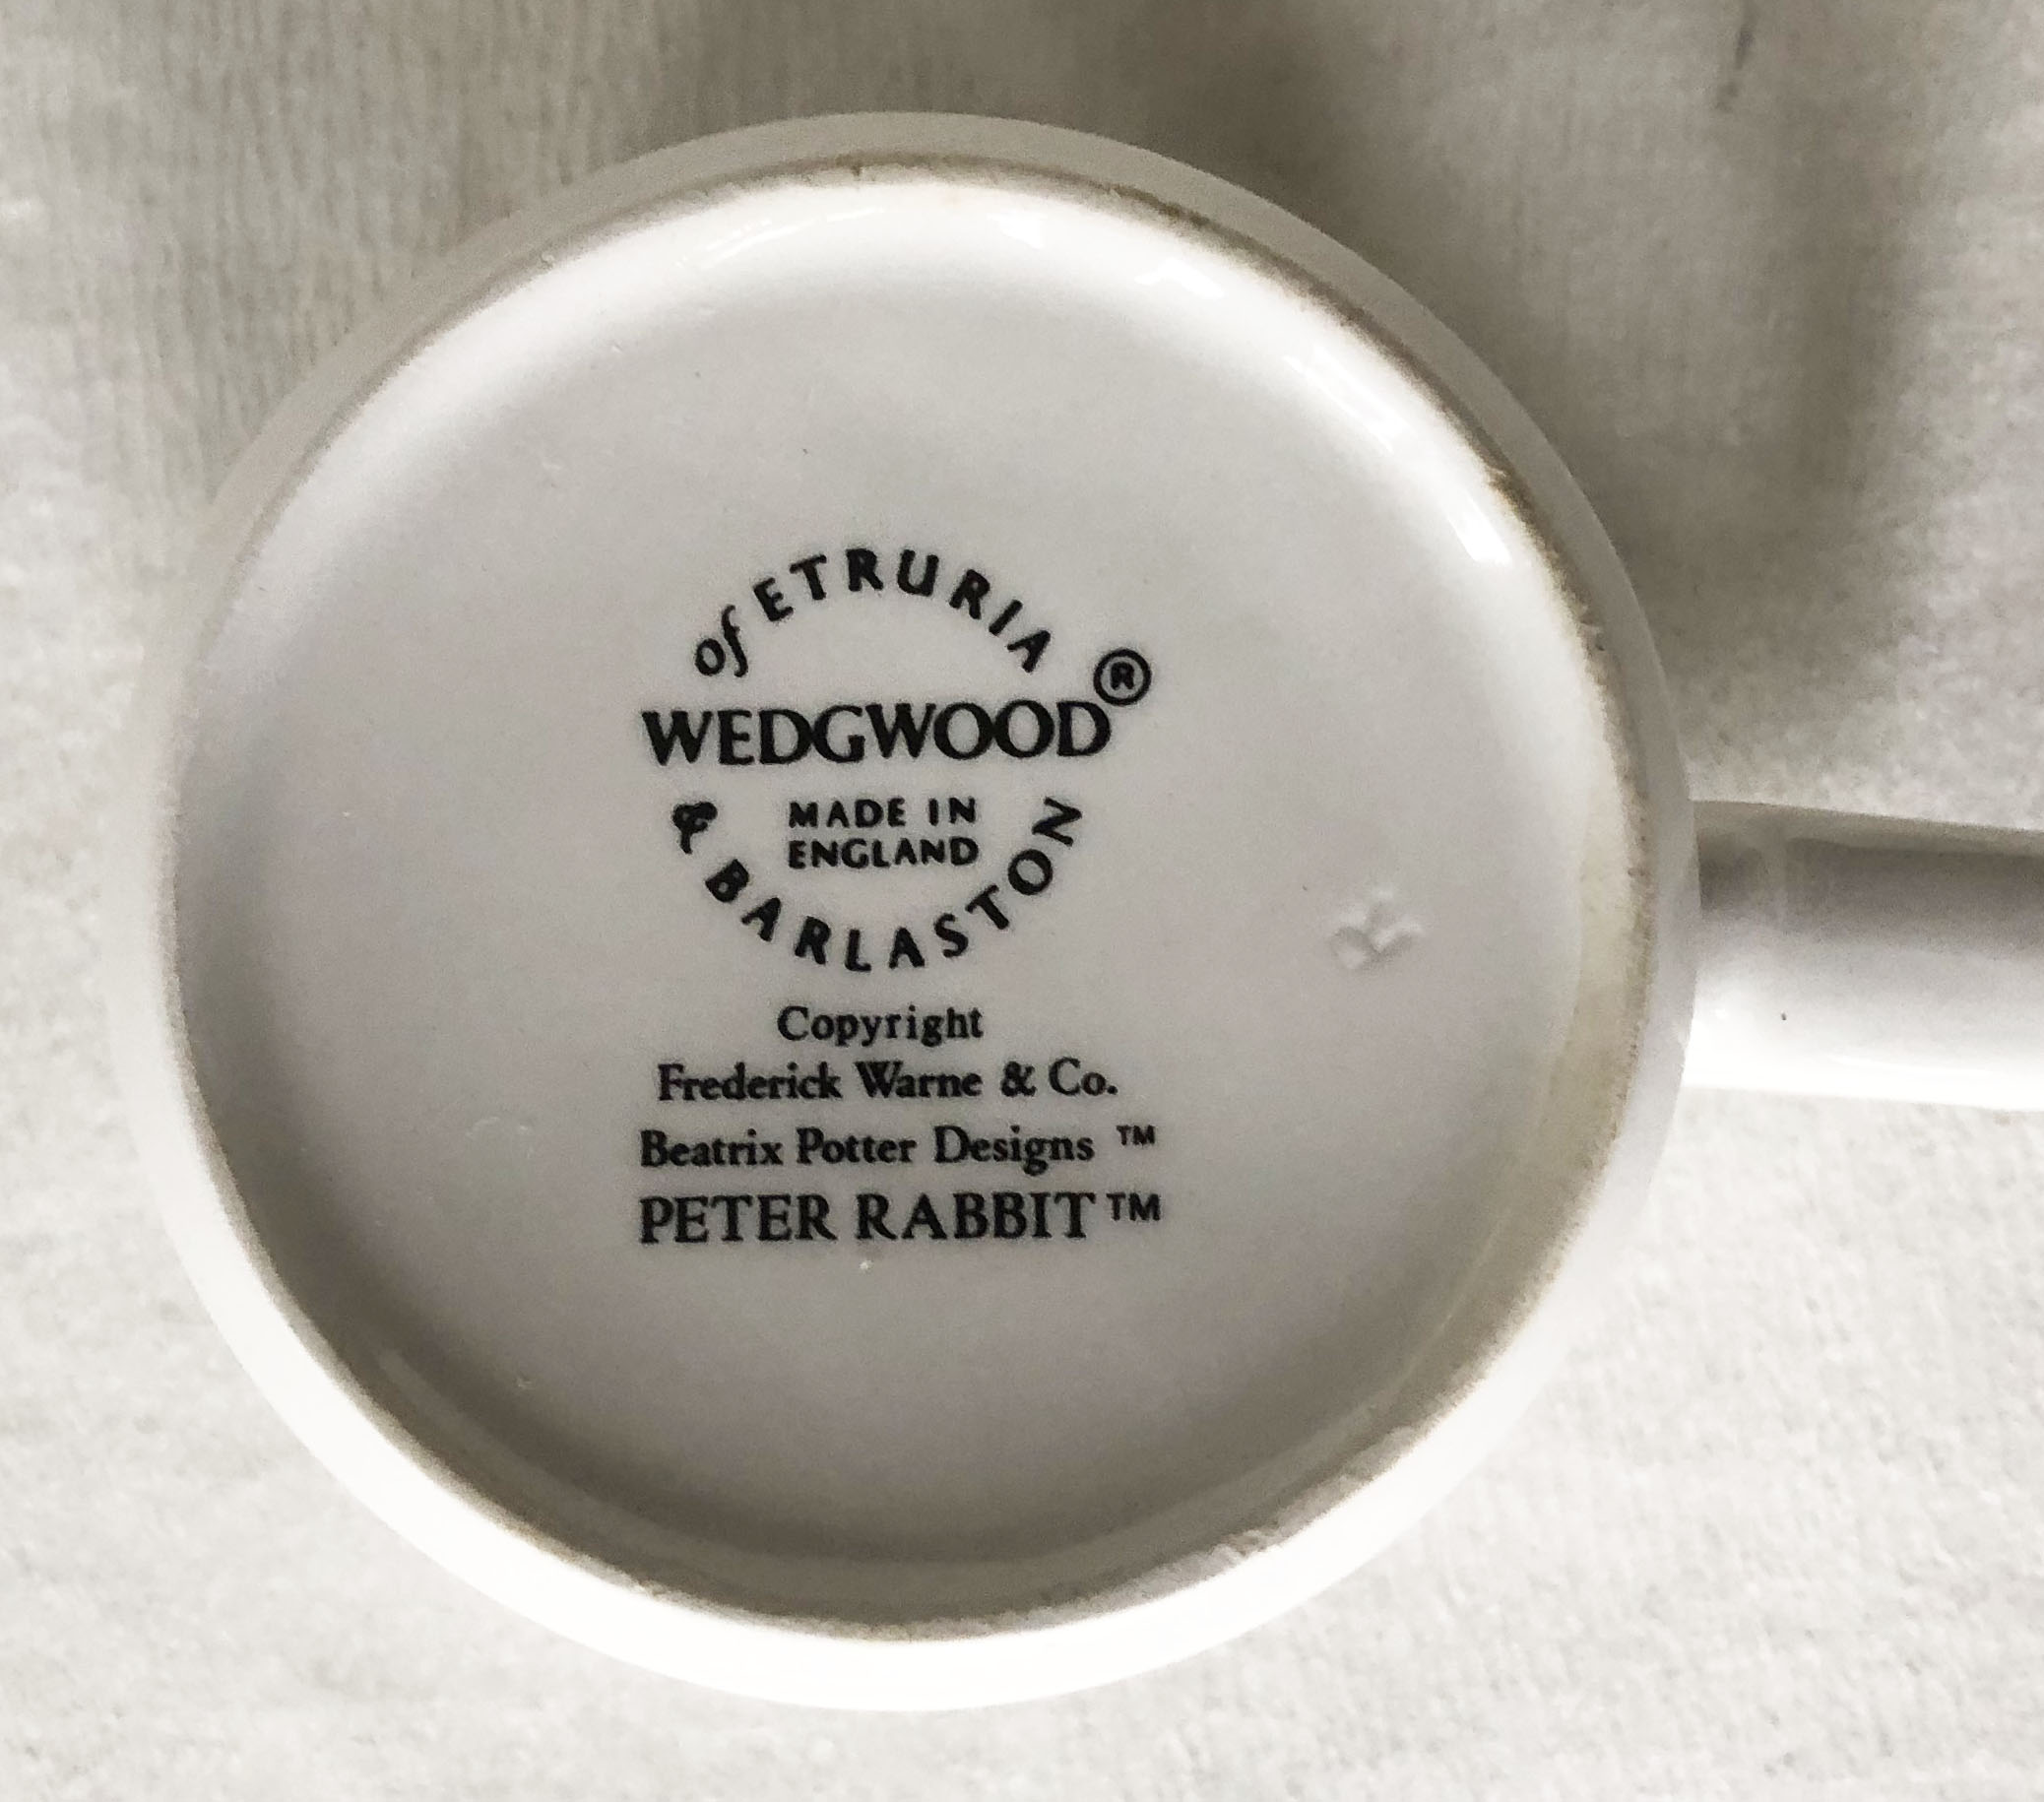 of ETRURIA
WEDGWOOD®
MADE IN
ENGLAND
& BARLASTON
Copyright
Frederick Warne & Co.
Beatrix Potter Designs ™
PETER RABBIT™